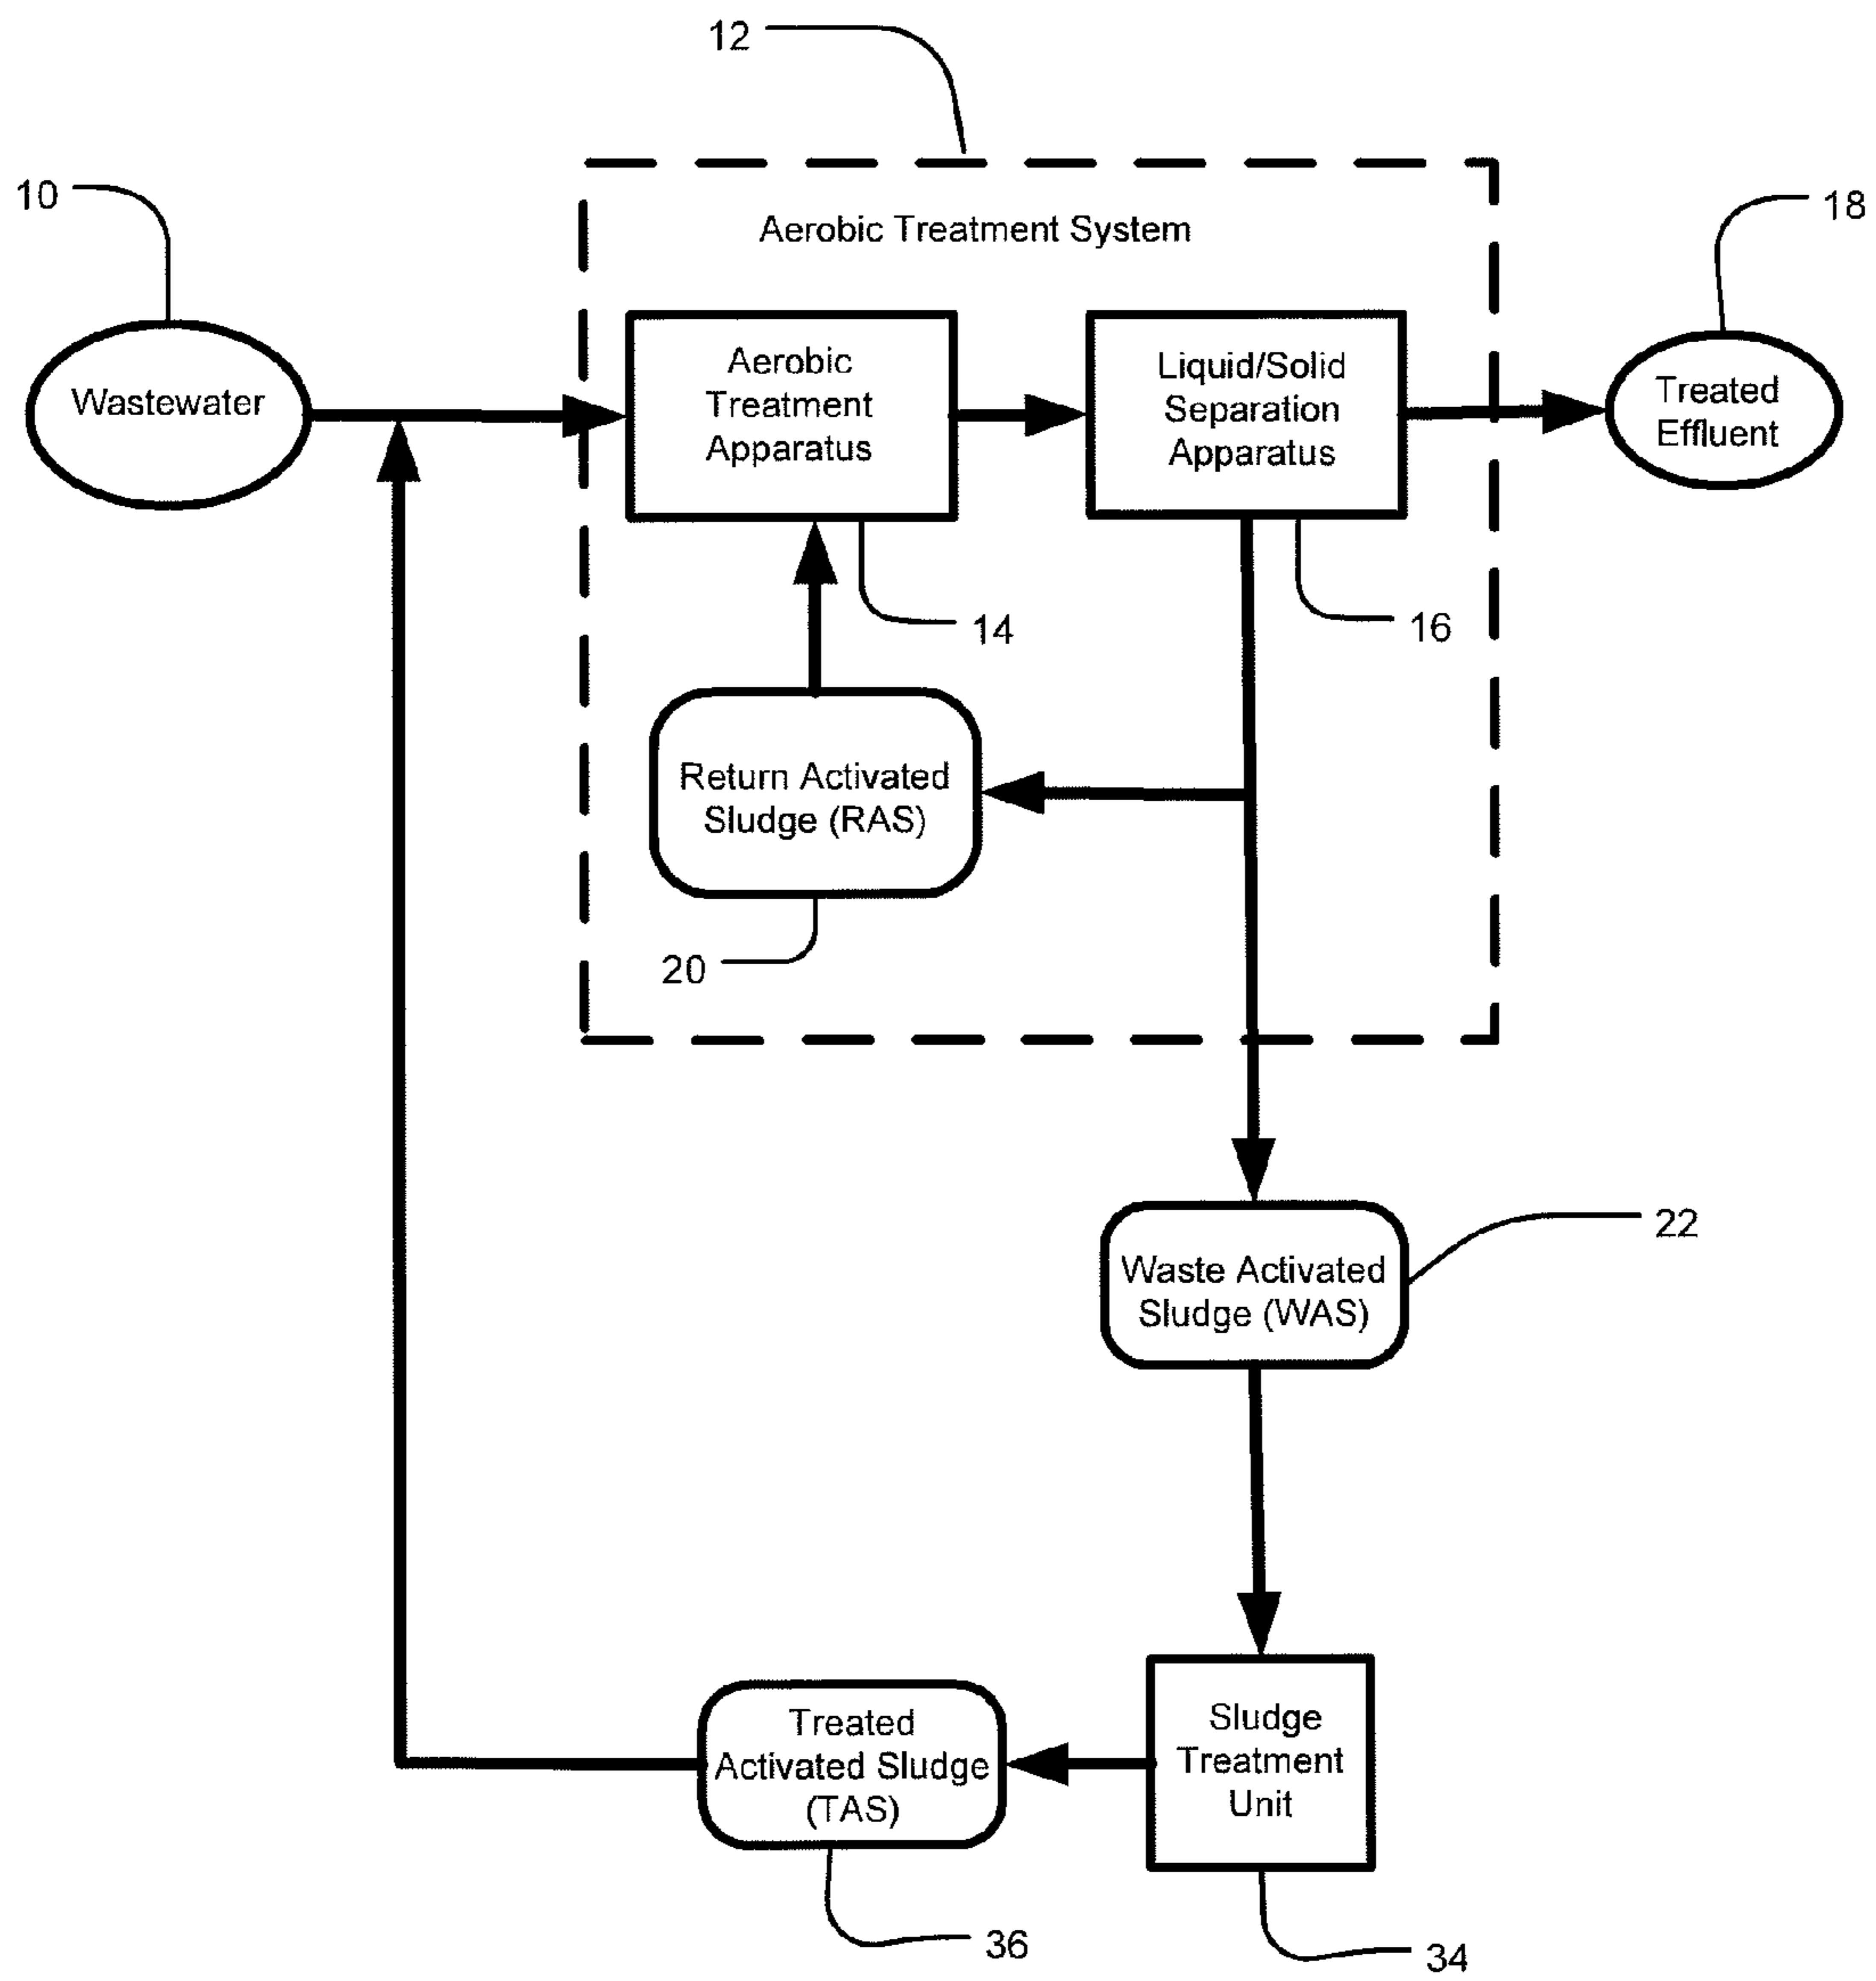 12
10
18
Aerobic Treatment System
Wastewater
Aerobic
Treatment
Apparatus
Liquid/Solid
Separation
Apparatus
Treated
Effluent
14
16
Return Activated
Sludge (RAS)
20
22
Waste Activated
Sludge (WAS)
Treated
Activated Sludge
(TAS)
Sludge
Treatment
Unit
36
34